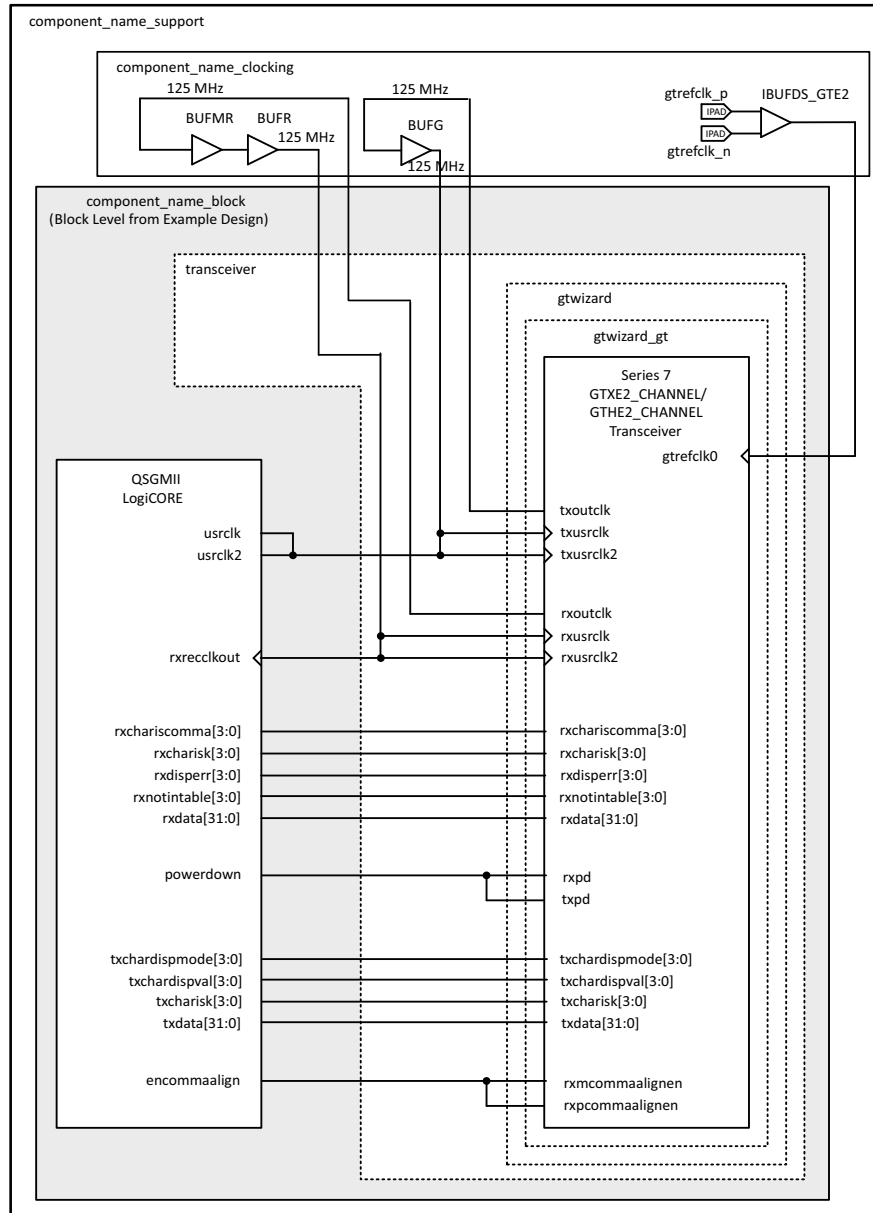 component_name_support
component_name_clocking
125 MHz
125 MHz
gtrefclk_p
IBUFDS_GTE2
BUFMR
BUFR
BUFG
IPAD
IPAD
125 MHz
125 MHz
gtrefclk_n
component_name_block
(Block Level from Example Design)
transceiver
gtwizard
gtwizard_gt
Series 7
GTXE2_CHANNEL/
GTHE2_CHANNEL
Transceiver
gtrefclk0
QSGMII
LogiCORE
usrclk
usrclk2
txoutclk
txusrclk
txusrclk2
rxoutclk
rxusrclk
rxrecclkout
rxusrclk2
rxchariscomma[3:0]
rxchariscomma[3:0]
rxcharisk[3:0]
rxcharisk[3:0]
rxdisperr[3:0]
rxdisperr[3:0]
rxnotintable[3:0]
rxnotintable[3:0]
rxdata[31:0]
rxdata[31:0]
powerdown
rxpd
txpd
txchardispmode[3:0]
txchardispmode[3:0]
txchardispval[3:0]
txchardispval[3:0]
txcharisk[3:0]
txcharisk[3:0]
txdata[31:0]
txdata[31:0]
encommaalign
rxmcommaalignen
rxpcommaalignen